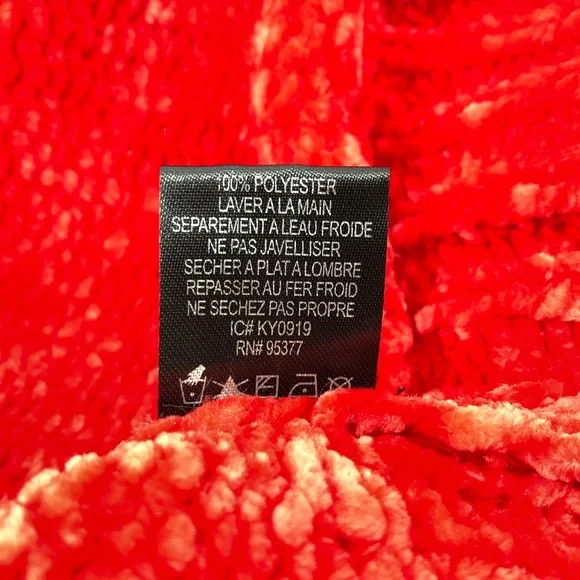 100% POLYESTER
LAVER A LA MAIN
SEPAREMENT A LEAU FROIDE
NE PAS JAVELLISER
SECHER A PLAT A LOMBRE
REPASSER AU FER FROID
NE SECHEZ PAS PROPRE
IC# KY0919
RN# 95377